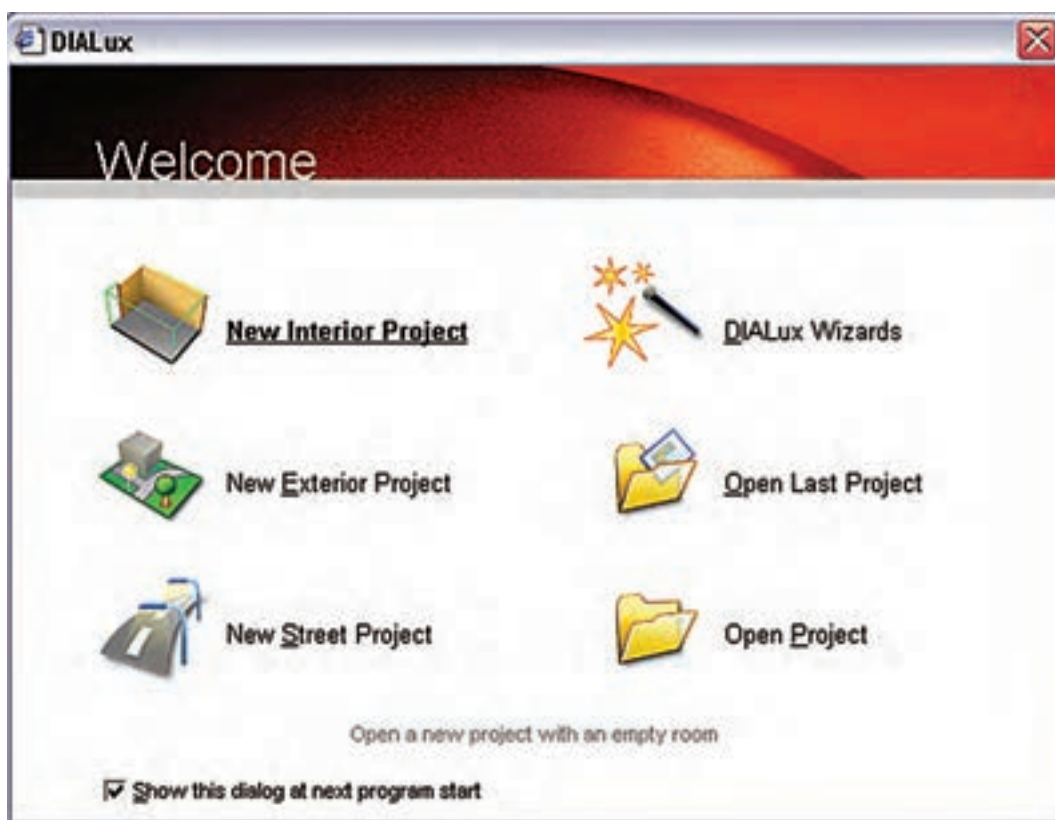 DIALux
Welcome
New Interior Project
DIALux Wizards
New Exterior Project
Open Last Project
New Street Project
Open Project
Open a new project with an empty room
Show this dialog at next program start